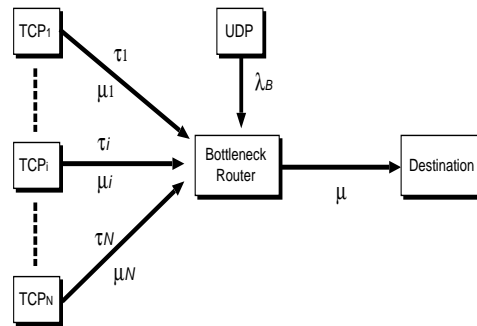 TCP1
UDP
τ1
μ1
λB
TCPi
τi
μi
Bottleneck
Router
μ
Destination
τN
μN
TCPN